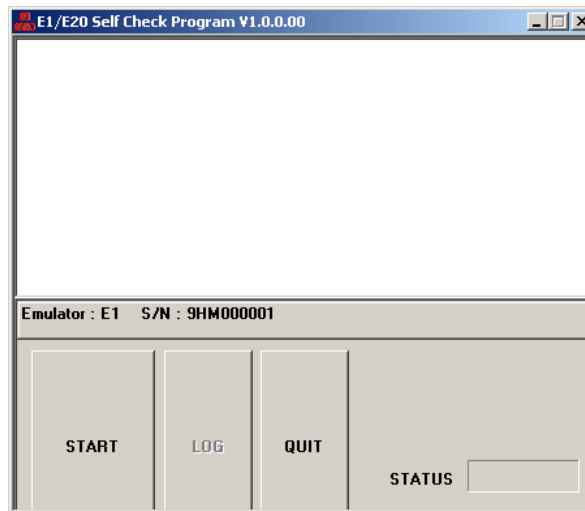 E1/E20 Self Check Program V1.0.0.00
Emulator : E1 S/N : 9HM000001
START LOG QUIT
STATUS